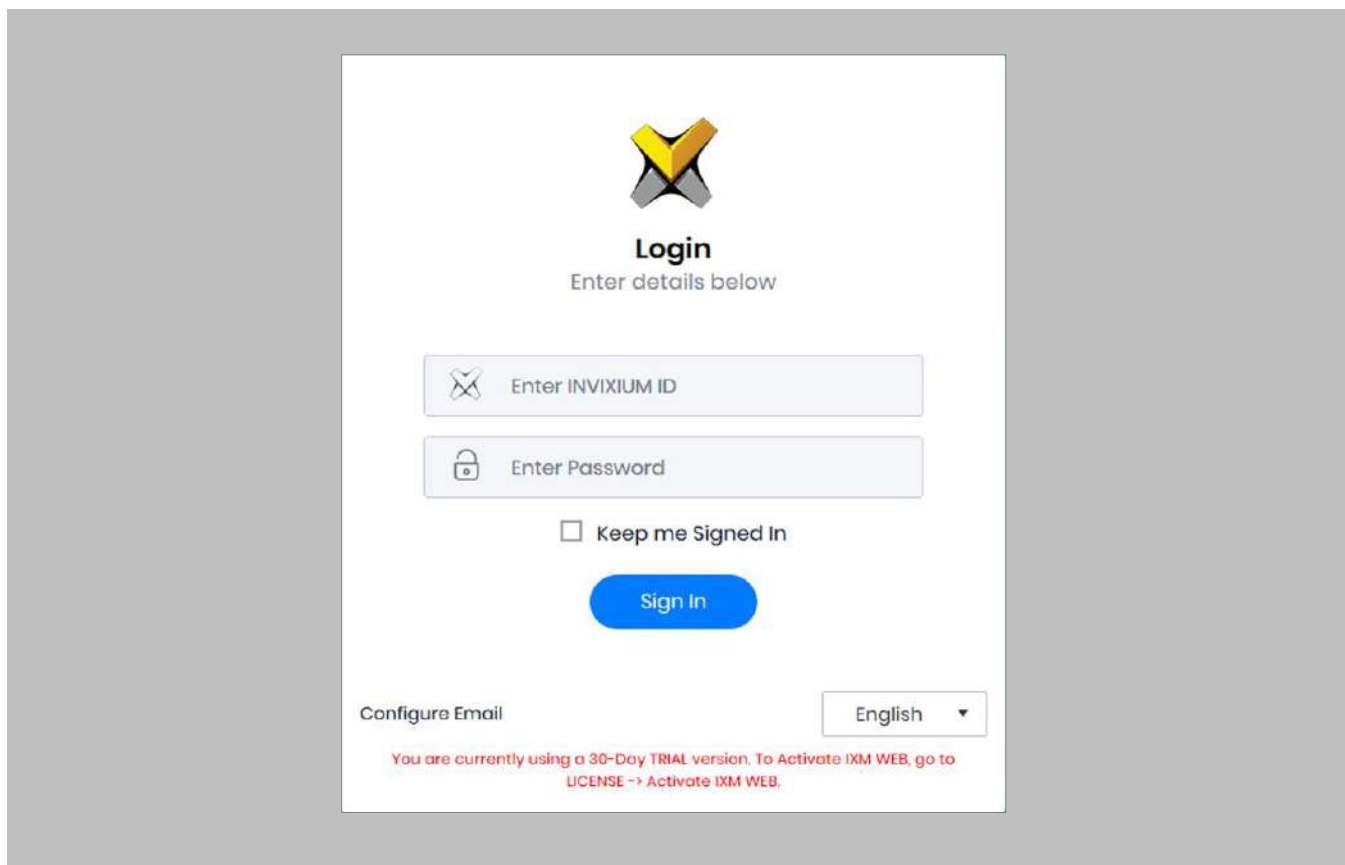 Login
Enter details below
Enter INVIXIUM ID
Enter Password
Keep me Signed In
Sign In
Configure Email
English
You are currently using a 30-Day TRIAL version. To Activate IXM WEB, go to
LICENSE -> Activate IXM WEB.